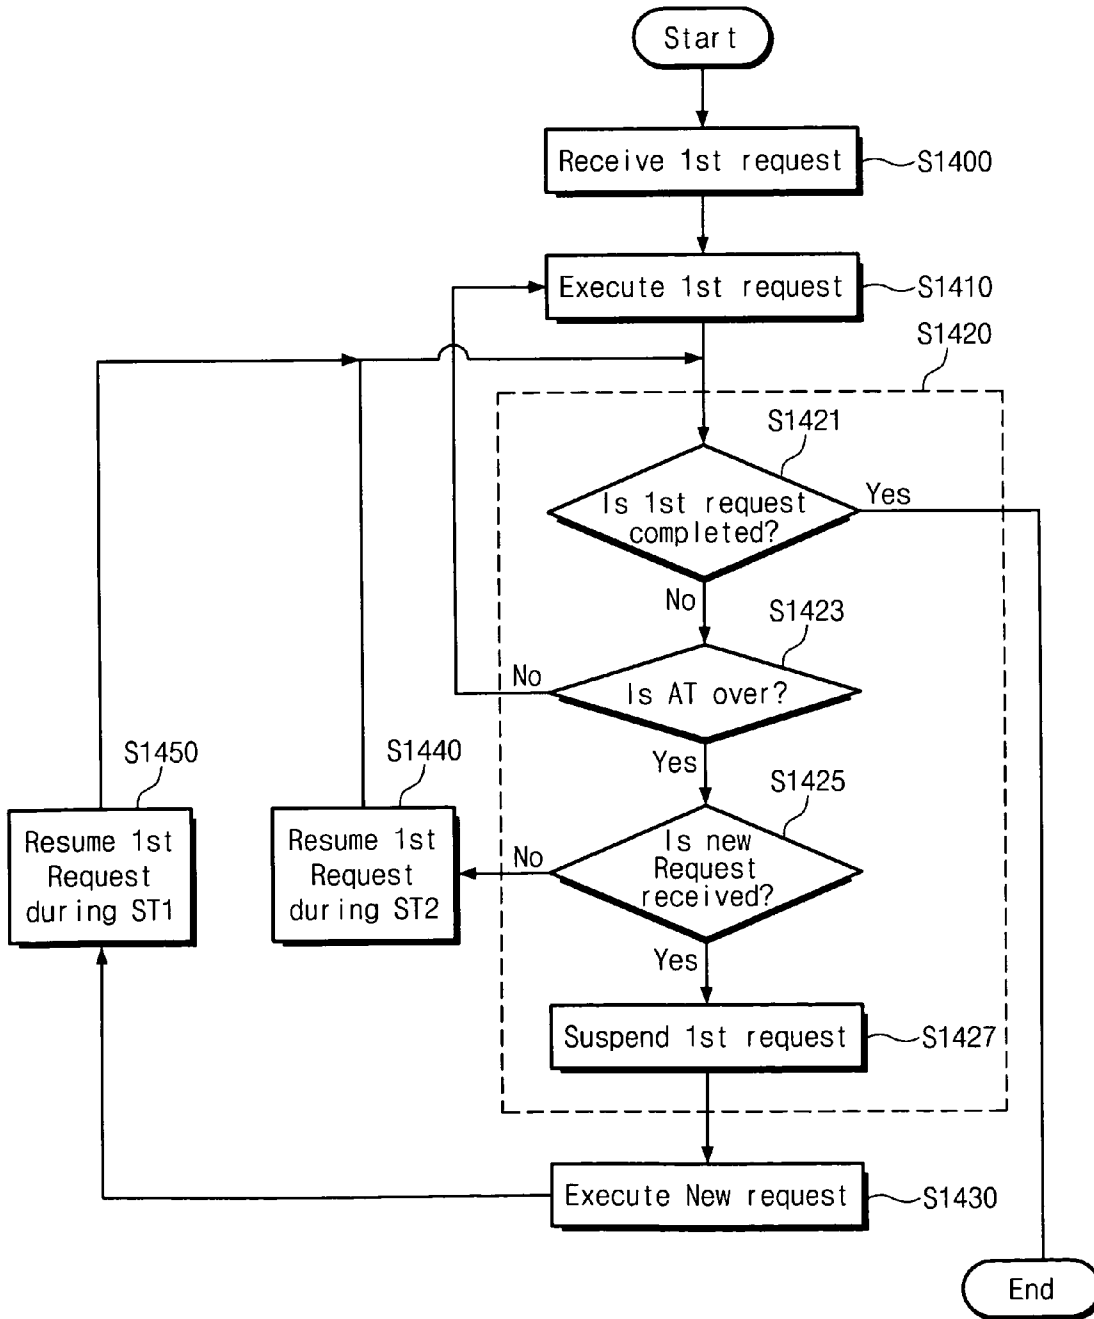 Start
Receive 1st request
S1400
Execute 1st request
S1410
S1420
S1421
Is 1st request
completed?
Yes
No
S1423
Is AT over?
No
Yes
S1450
S1440
S1425
Resume 1st
Request
during ST1
Resume 1st
Request
during ST2
No
Is new
Request
received?
Yes
Suspend 1st request
S1427
Execute New request
S1430
End